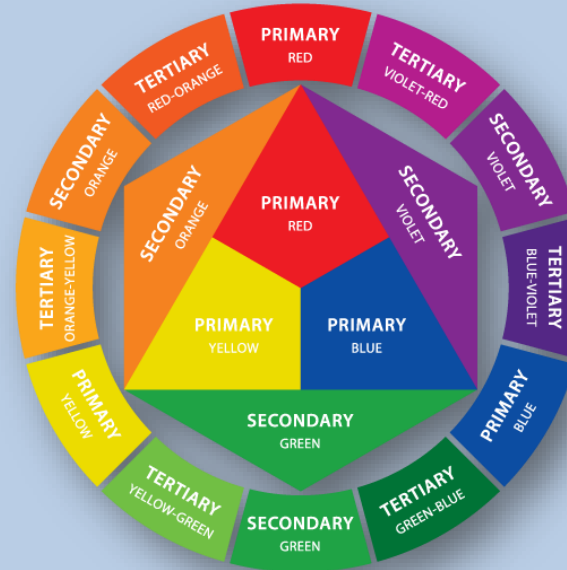 PRIMARY
RED
TERTIARY
VIOLET-RED
SECONDARY
VIOLET
TERTIARY
BLUE-VIOLET
PRIMARY
BLUE
TERTIARY
GREEN-BLUE
SECONDARY
GREEN
TERTIARY
YELLOW-GREEN
PRIMARY
YELLOW
TERTIARY
ORANGE-YELLOW
SECONDARY
ORANGE
TERTIARY
RED-ORANGE
PRIMARY
RED
SECONDARY
ORANGE
SECONDARY
VIOLET
PRIMARY
YELLOW
PRIMARY
BLUE
SECONDARY
GREEN